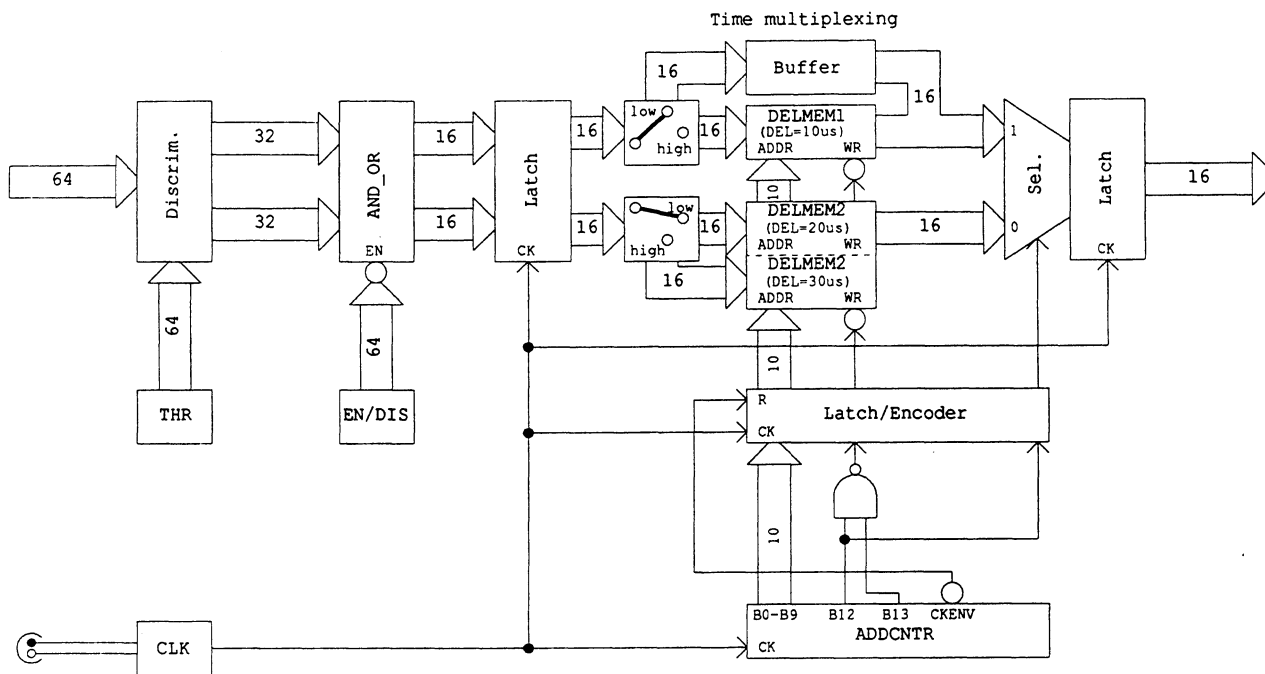 Time multiplexing
64
Discrim.
32
32
64
THR
AND_OR
EN
64
EN/DIS
16
16
Latch
CK
16
16
low
high
low
high
16
16
16
16
Buffer
DELMEM1
(DEL=10us)
ADDR WR
10
DELMEM2
(DEL=20us)
ADDR WR
DELMEM2
(DEL=30us)
ADDR WR
16
16
1
Sel.
0
Latch
CK
16
10
R
Latch/Encoder
CK
10
B0-B9 B12 B13 CKENV
ADDCNTR
CK
CLK